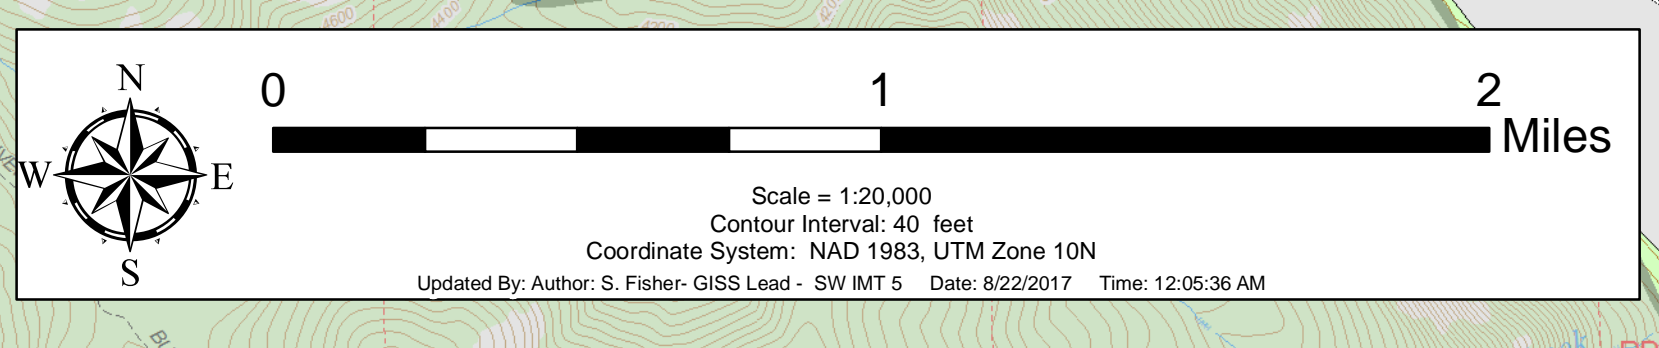 4600
4400
4200
420
N
W
E
S
0 1 2
Miles
Scale = 1:20,000
Contour Interval: 40 feet
Coordinate System: NAD 1983, UTM Zone 10N
Updated By: Author: S. Fisher- GISS Lead - SW IMT 5 Date: 8/22/2017 Time: 12:05:36 AM